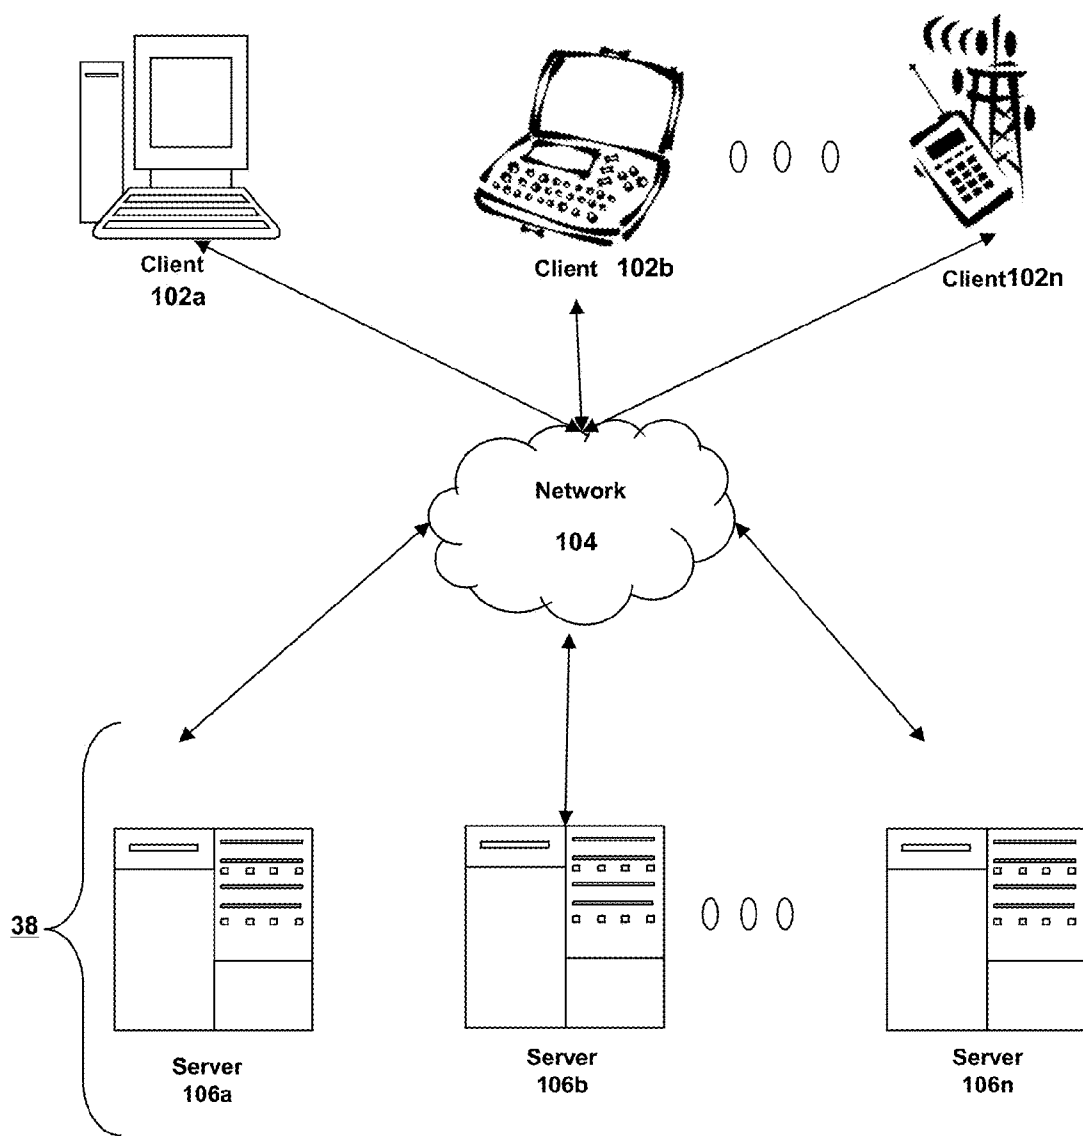 Client
102a
Client 102b
Client102n
Network
104
38
Server
106a
Server
106b
Server
106n